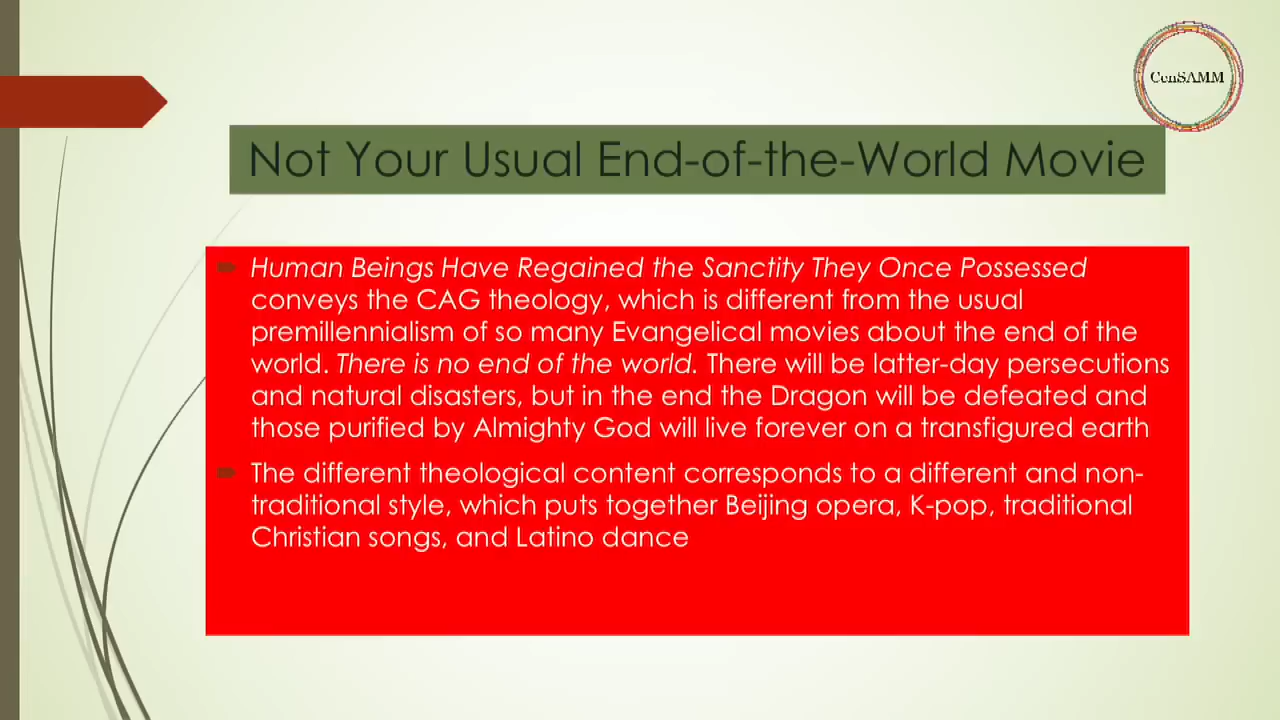 CenSAMM
Not Your Usual End-of-the-World Movie
Human Beings Have Regained the Sanctity They Once Possessed
conveys the CAG theology, which is different from the usual
premillennialism of so many Evangelical movies about the end of the
world. There is no end of the world. There will be latter-day persecutions
and natural disasters, but in the end the Dragon will be defeated and
those purified by Almighty God will live forever on a transfigured earth
The different theological content corresponds to a different and non-
traditional style, which puts together Beijing opera, K-pop, traditional
Christian songs, and Latino dance